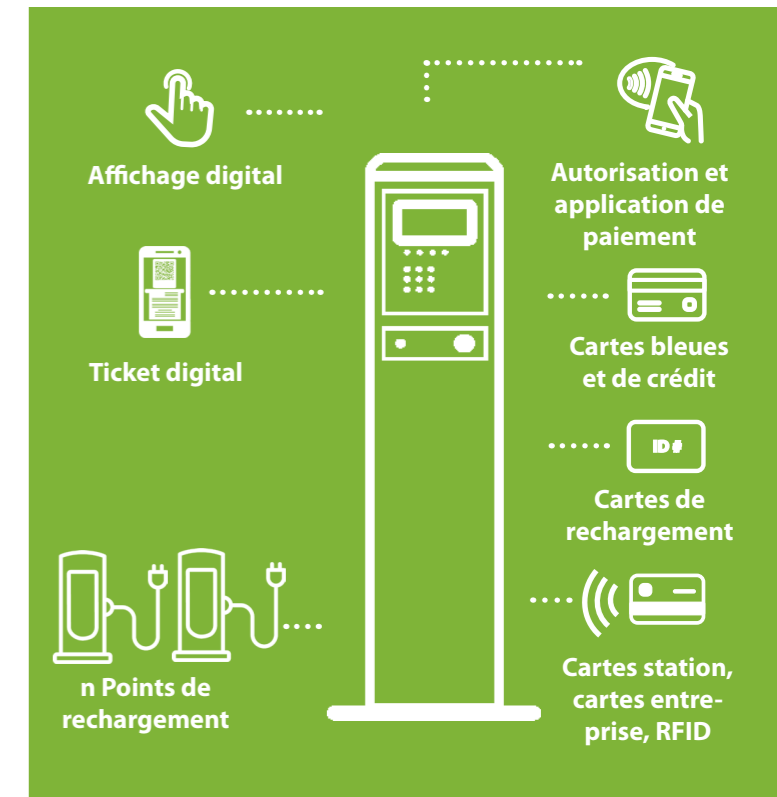 Affichage digital
Ticket digital
n Points de
rechargement
Autorisation et
application de
paiement
Cartes bleues
et de crédit
ID#
Cartes de
rechargement
Cartes station,
cartes entre-
prise, RFID